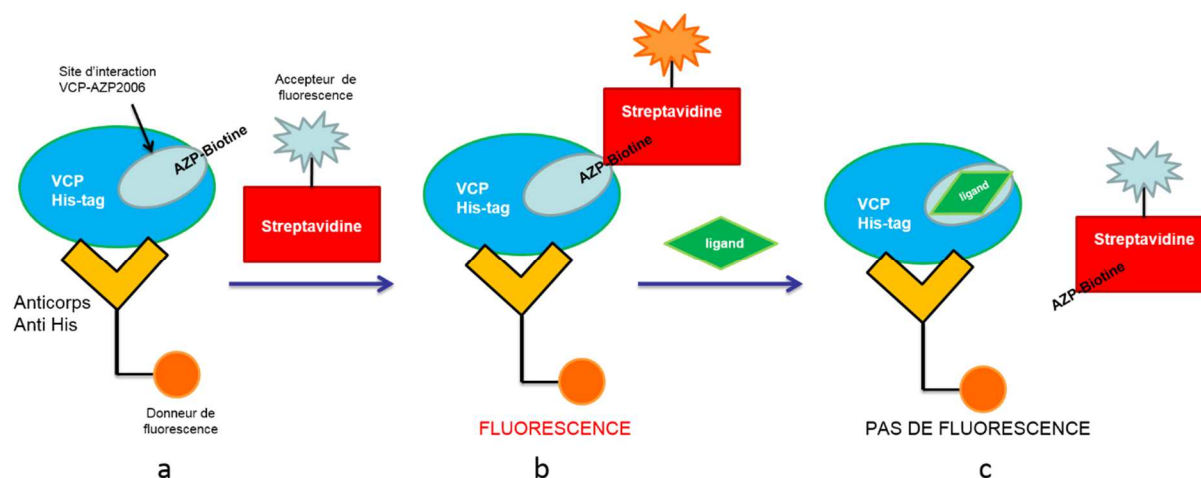 Site d'interaction
VCP-AZP2006
AZP-Biotine
VCP
His-tag
Anticorps
Anti His
Donneur de
fluorescence
a
Accepteur de
fluorescence
Streptavidine
Streptavidine
AZP-Biotine
VCP
His-tag
FLUORESCENCE
b
ligand
ligand
VCP
His-tag
PAS DE FLUORESCENCE
c
Streptavidine
AZP-Biotine